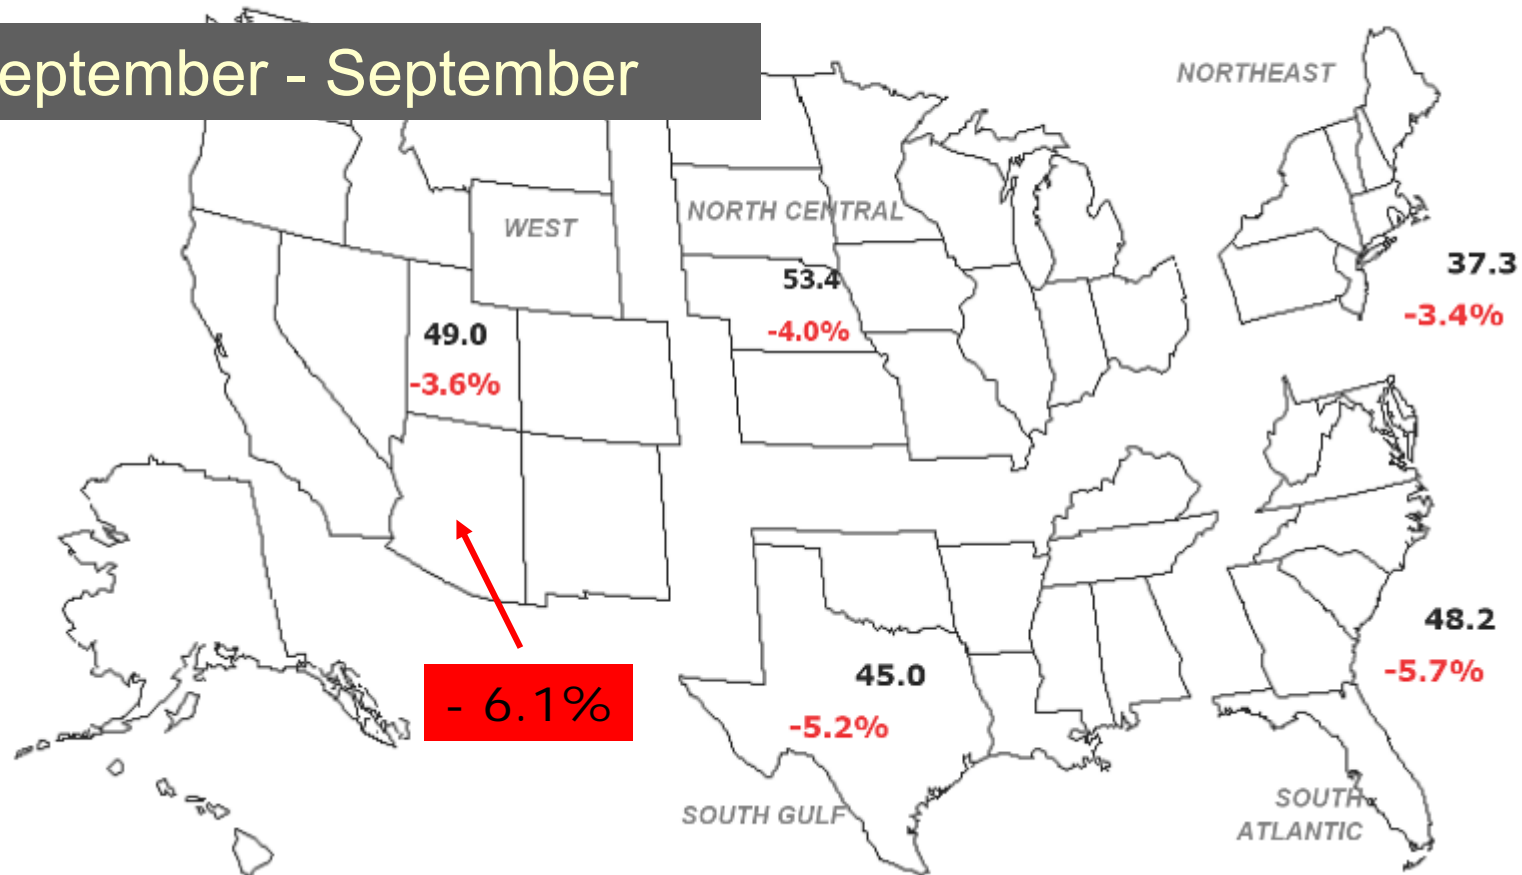 eptember - September
NORTHEAST
WEST
NORTH CENTRAL
37.3
-3.4%
53.4
-4.0%
49.0
-3.6%
48.2
-5.7%
45.0
-5.2%
- 6.1%
SOUTH GULF
SOUTH
ATLANTIC